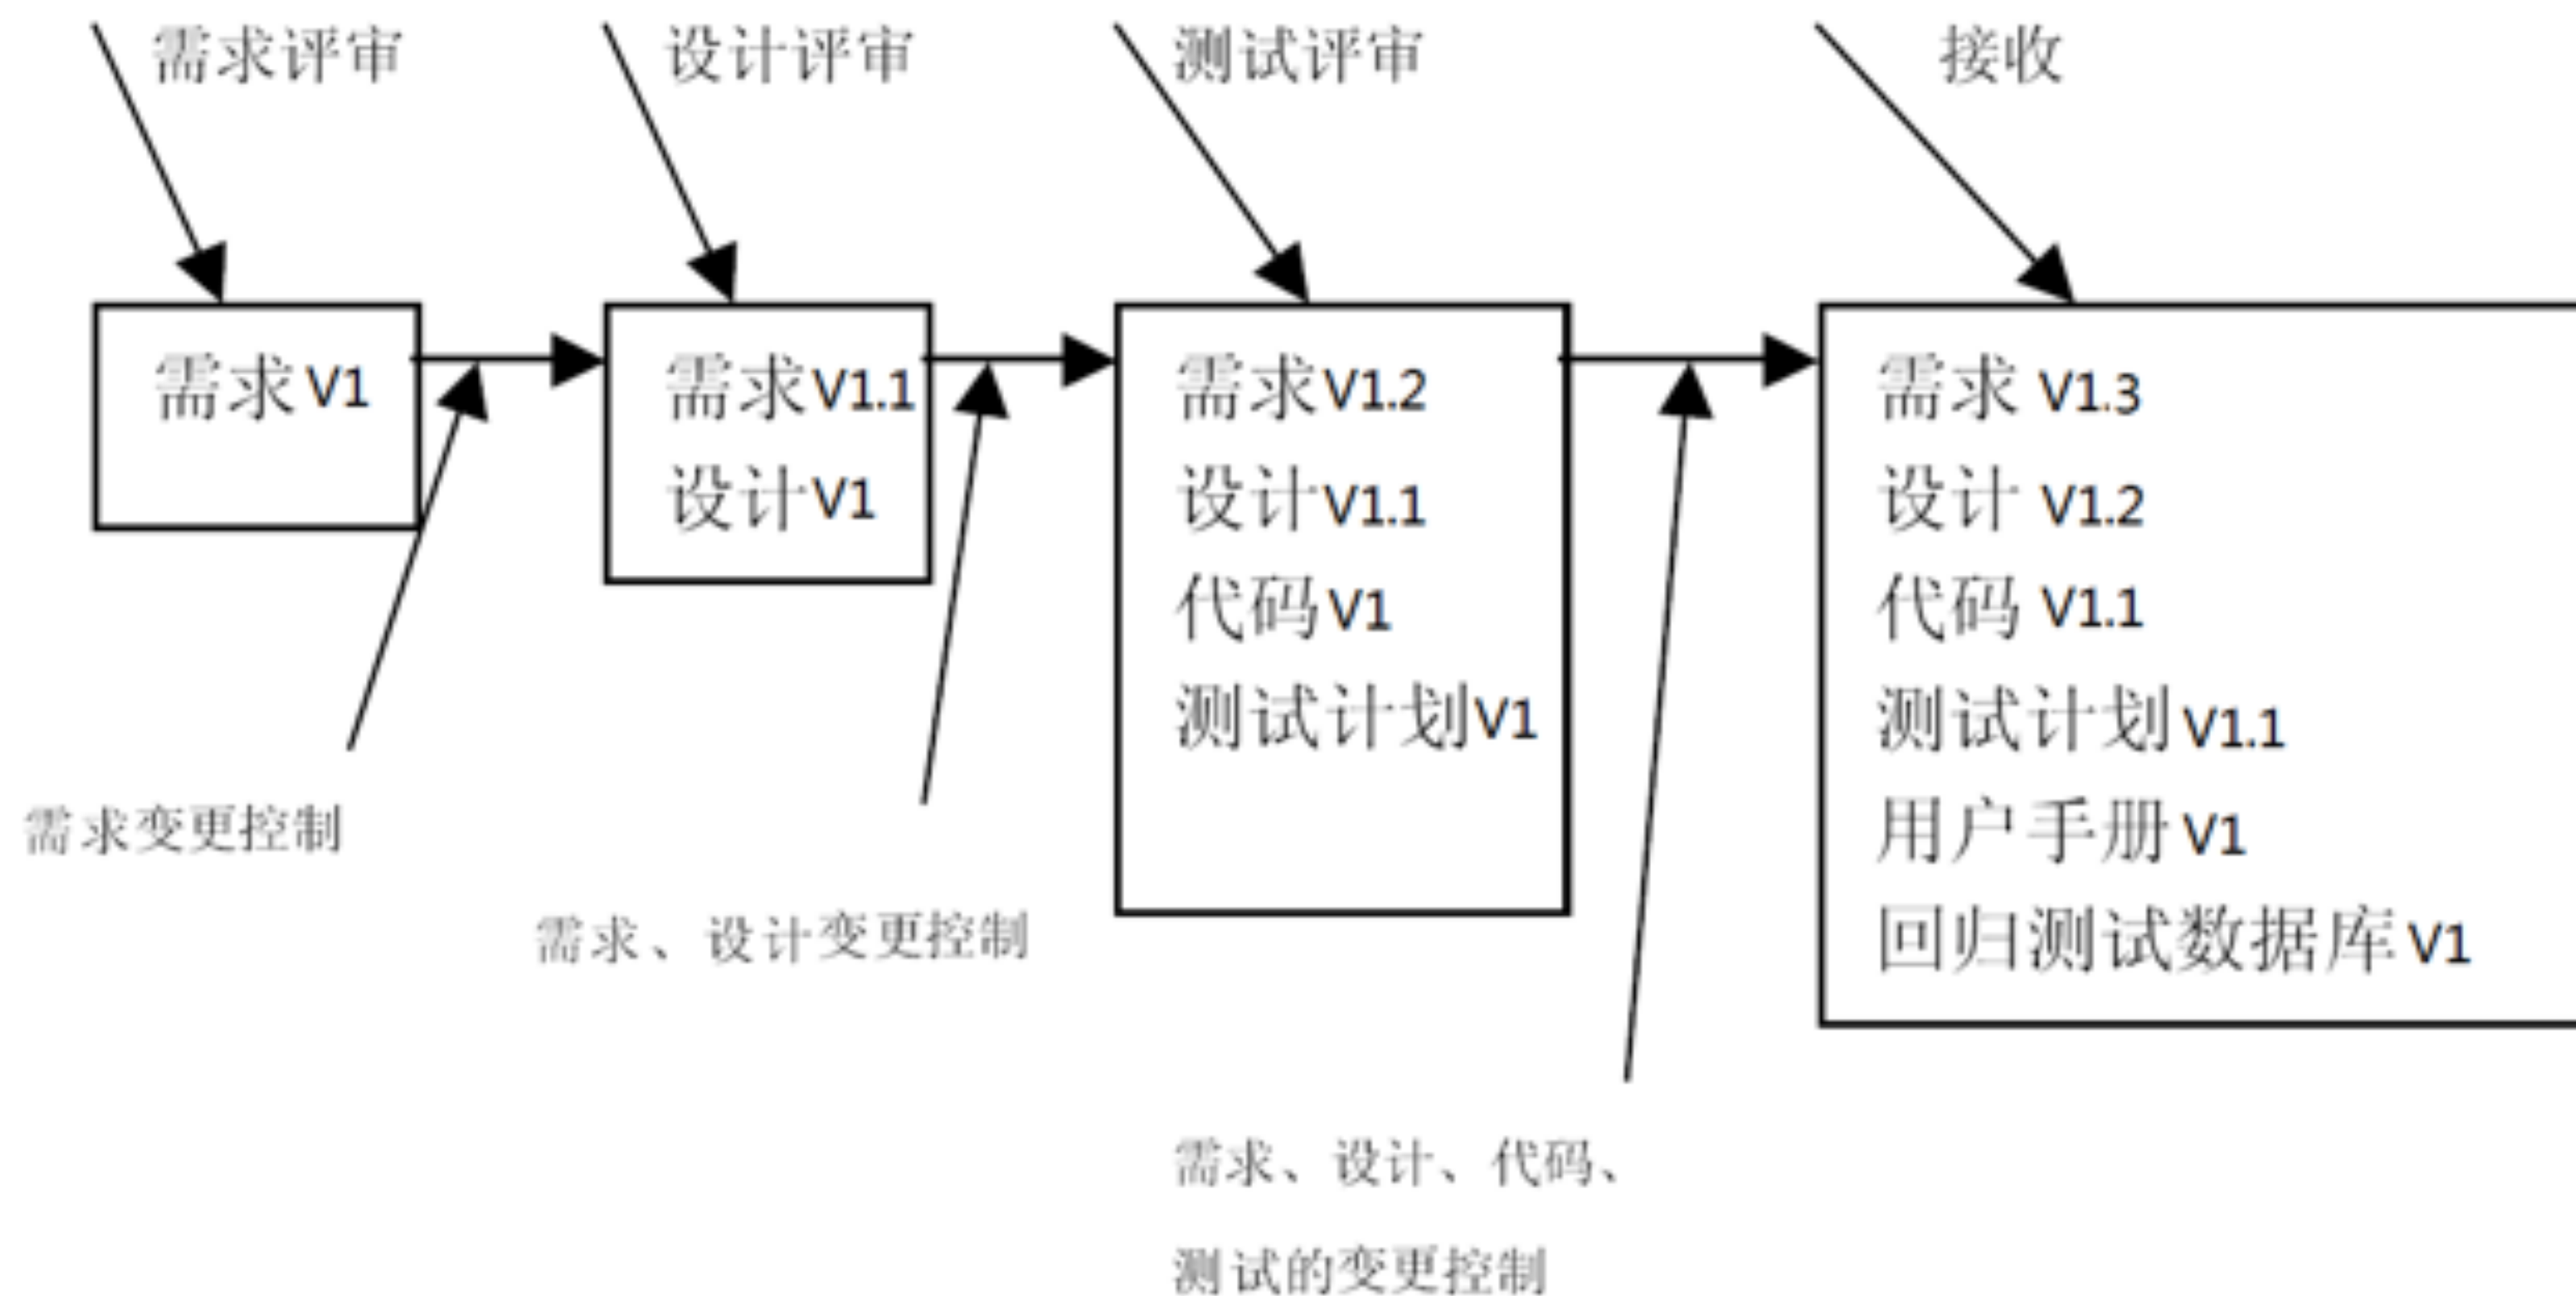 需求评审
设计评审
测试评审
接收
需求V1
需求V1.1
设计V1
需求V1.2
设计V1.1
代码V1
测试计划V1
需求 V1.3
设计 V1.2
代码 V1.1
测试计划V1.1
用户手册V1
回归测试数据库V1
需求变更控制
需求、设计变更控制
需求、设计、代码、
测试的变更控制